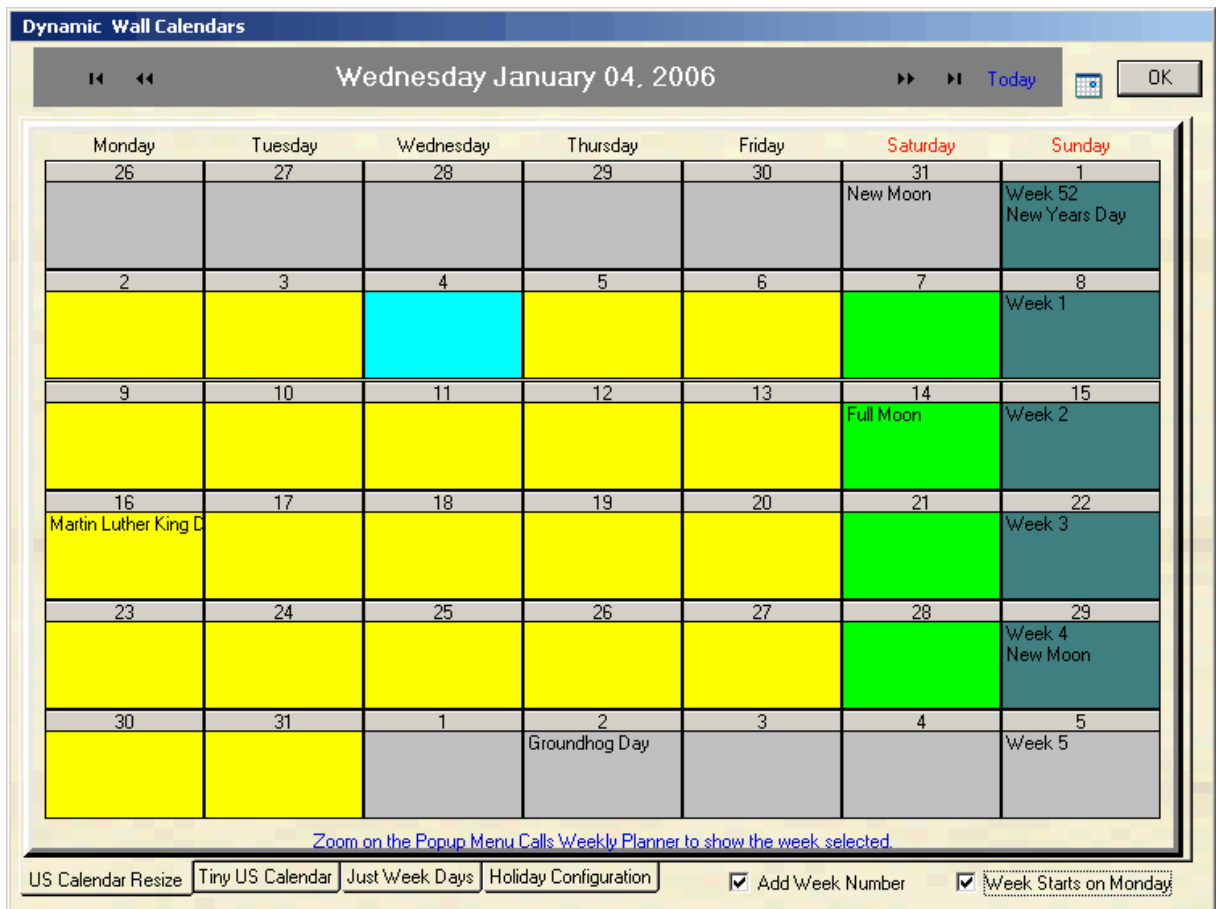 Dynamic Wall Calendars
Wednesday January 04, 2006
Today
OK
Monday Tuesday Wednesday Thursday Friday Saturday Sunday
26 27 28 29 30 31 1
New Moon Week 52
New Years Day
2 3 4 5 6 7 8
Week 1
9 10 11 12 13 14 15
Full Moon Week 2
16 17 18 19 20 21 22
Martin Luther King D Week 3
23 24 25 26 27 28 29
Week 4
New Moon
30 31 1 2 3 4 5
Groundhog Day Week 5
Zoom on the Popup Menu Calls Weekly Planner to show the week selected.
US Calendar Resize Tiny US Calendar Just Week Days Holiday Configuration Add Week Number Week Starts on Monday